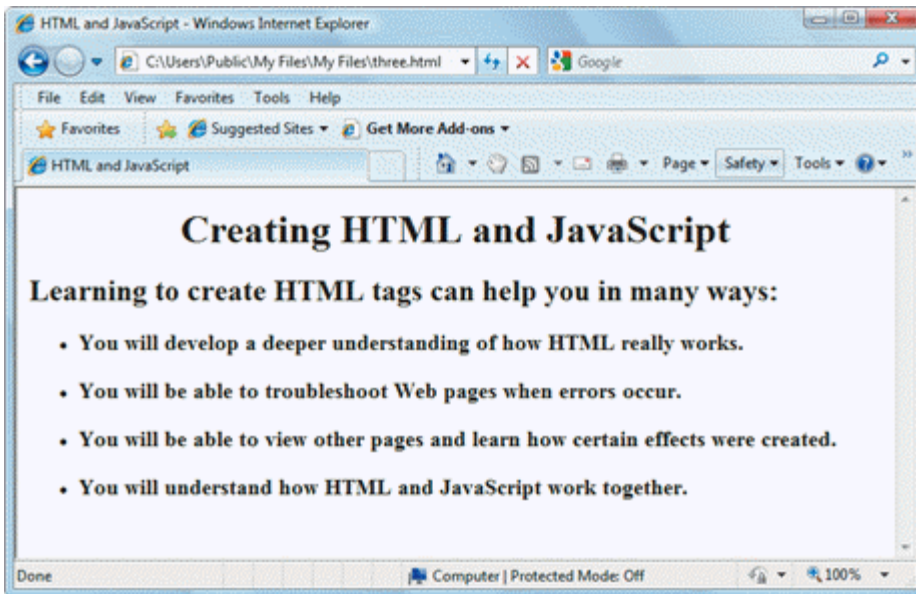 HTML and JavaScript - Windows Internet Explorer
C:\Users\Public\My Files\My Files\three.html Google
File Edit View Favorites Tools Help
Favorites Suggested Sites Get More Add-ons
HTML and JavaScript Page Safety Tools
Creating HTML and JavaScript
Learning to create HTML tags can help you in many ways:
• You will develop a deeper understanding of how HTML really works.
• You will be able to troubleshoot Web pages when errors occur.
• You will be able to view other pages and learn how certain effects were created.
• You will understand how HTML and JavaScript work together.
Done Computer | Protected Mode: Off 100%